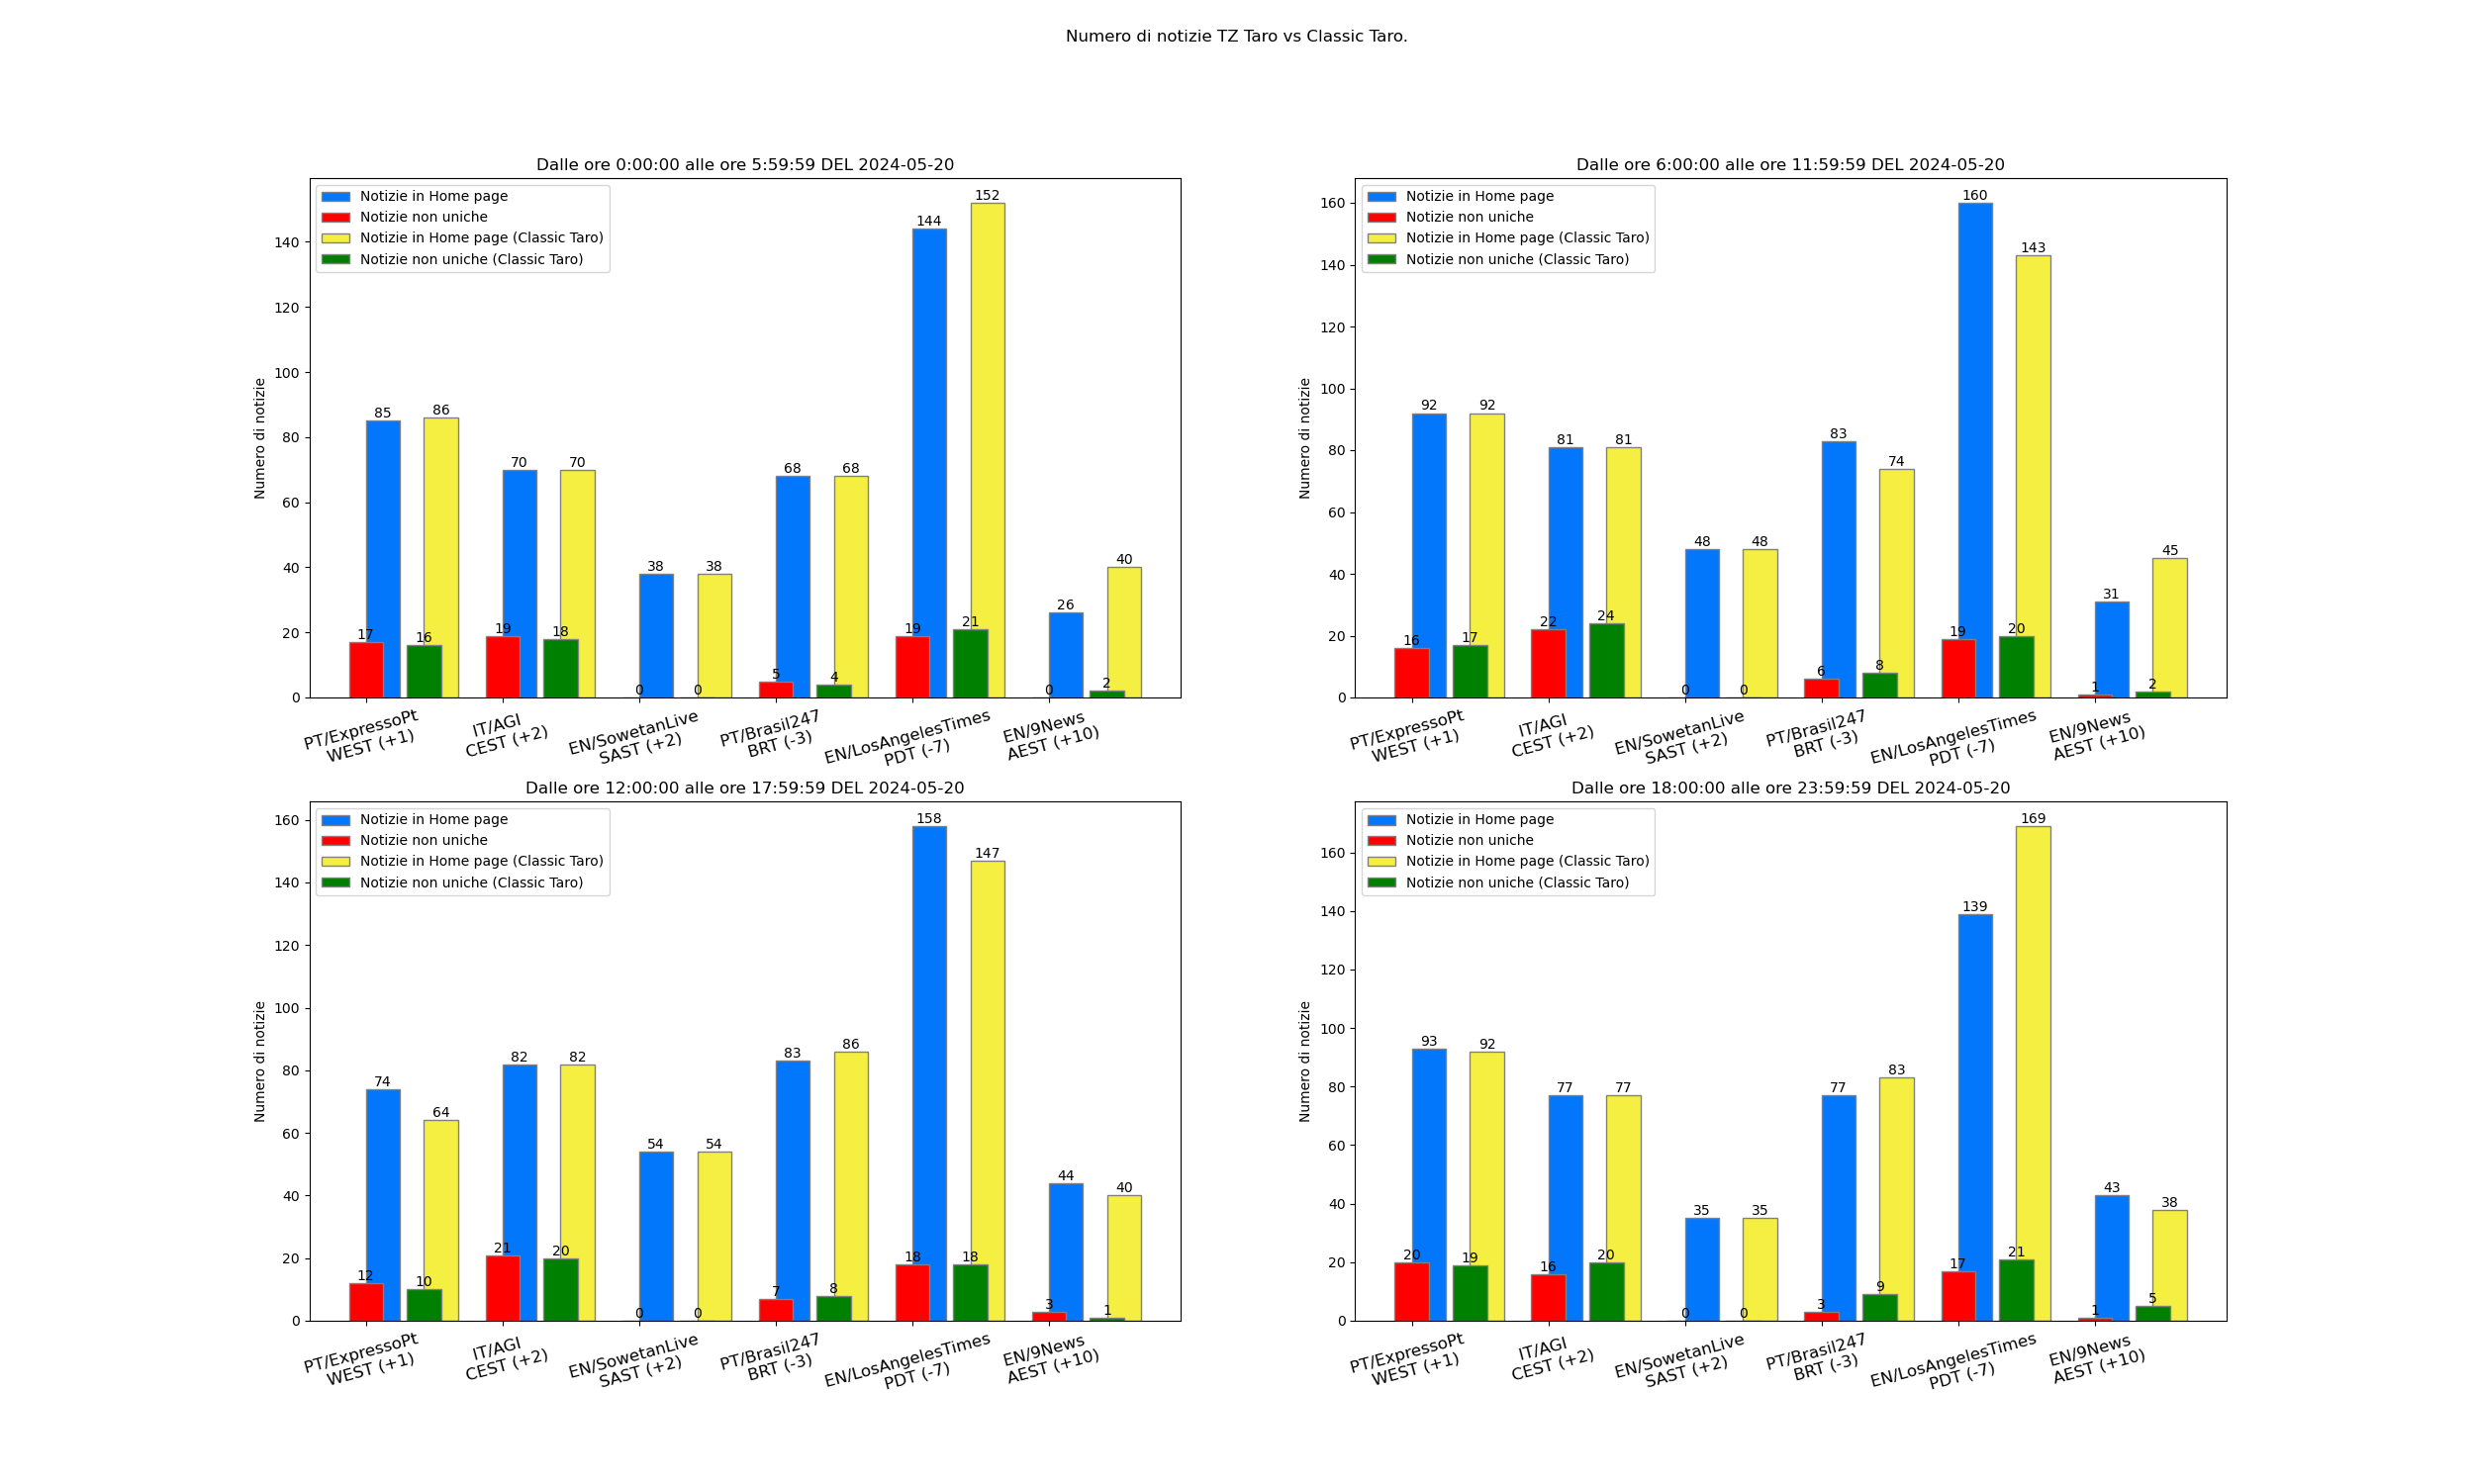 Numero di notizie TZ Taro vs Classic Taro.
Dalle ore 0:00:00 alle ore 5:59:59 DEL 2024-05-20
Notizie in Home page
Notizie non uniche
Notizie in Home page (Classic Taro)
Notizie non uniche (Classic Taro)
Numero di notizie
140
120
100
80
60
40
20
0
85
86
17
16
70
70
19
18
38
38
0
0
68
68
5
4
144
152
19
21
26
40
0
2
PT/ExpressoPt
WEST (+1)
IT/AGI
CEST (+2)
EN/SowetanLive
SAST (+2)
PT/Brasil247
BRT (-3)
EN/LosAngelesTimes
PDT (-7)
EN/9News
AEST (+10)
Dalle ore 6:00:00 alle ore 11:59:59 DEL 2024-05-20
Notizie in Home page
Notizie non uniche
Notizie in Home page (Classic Taro)
Notizie non uniche (Classic Taro)
Numero di notizie
160
140
120
100
80
60
40
20
0
92
92
16
17
81
81
22
24
48
48
0
0
83
74
6
8
160
143
19
20
31
45
1
2
PT/ExpressoPt
WEST (+1)
IT/AGI
CEST (+2)
EN/SowetanLive
SAST (+2)
PT/Brasil247
BRT (-3)
EN/LosAngelesTimes
PDT (-7)
EN/9News
AEST (+10)
Dalle ore 12:00:00 alle ore 17:59:59 DEL 2024-05-20
Notizie in Home page
Notizie non uniche
Notizie in Home page (Classic Taro)
Notizie non uniche (Classic Taro)
Numero di notizie
160
140
120
100
80
60
40
20
0
74
64
12
10
82
82
21
20
54
54
0
0
83
86
7
8
158
147
18
18
44
40
3
1
PT/ExpressoPt
WEST (+1)
IT/AGI
CEST (+2)
EN/SowetanLive
SAST (+2)
PT/Brasil247
BRT (-3)
EN/LosAngelesTimes
PDT (-7)
EN/9News
AEST (+10)
Dalle ore 18:00:00 alle ore 23:59:59 DEL 2024-05-20
Notizie in Home page
Notizie non uniche
Notizie in Home page (Classic Taro)
Notizie non uniche (Classic Taro)
Numero di notizie
160
140
120
100
80
60
40
20
0
93
92
20
19
77
77
16
20
35
35
0
0
77
83
3
9
139
169
17
21
43
38
1
5
PT/ExpressoPt
WEST (+1)
IT/AGI
CEST (+2)
EN/SowetanLive
SAST (+2)
PT/Brasil247
BRT (-3)
EN/LosAngelesTimes
PDT (-7)
EN/9News
AEST (+10)